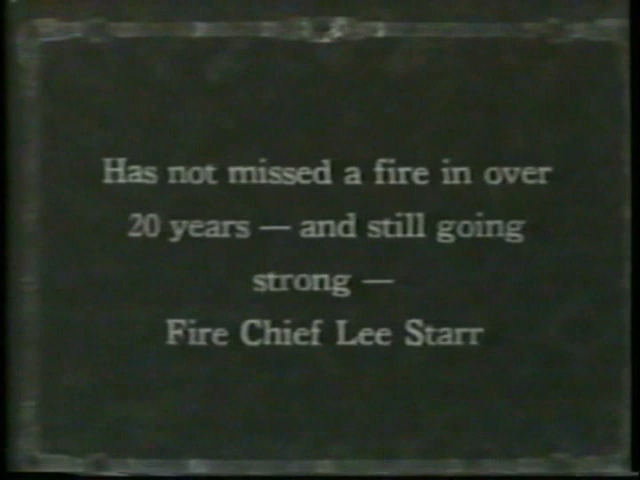 Has not missed a fire in over
20 years — and still going
strong —
Fire Chief Lee Starr